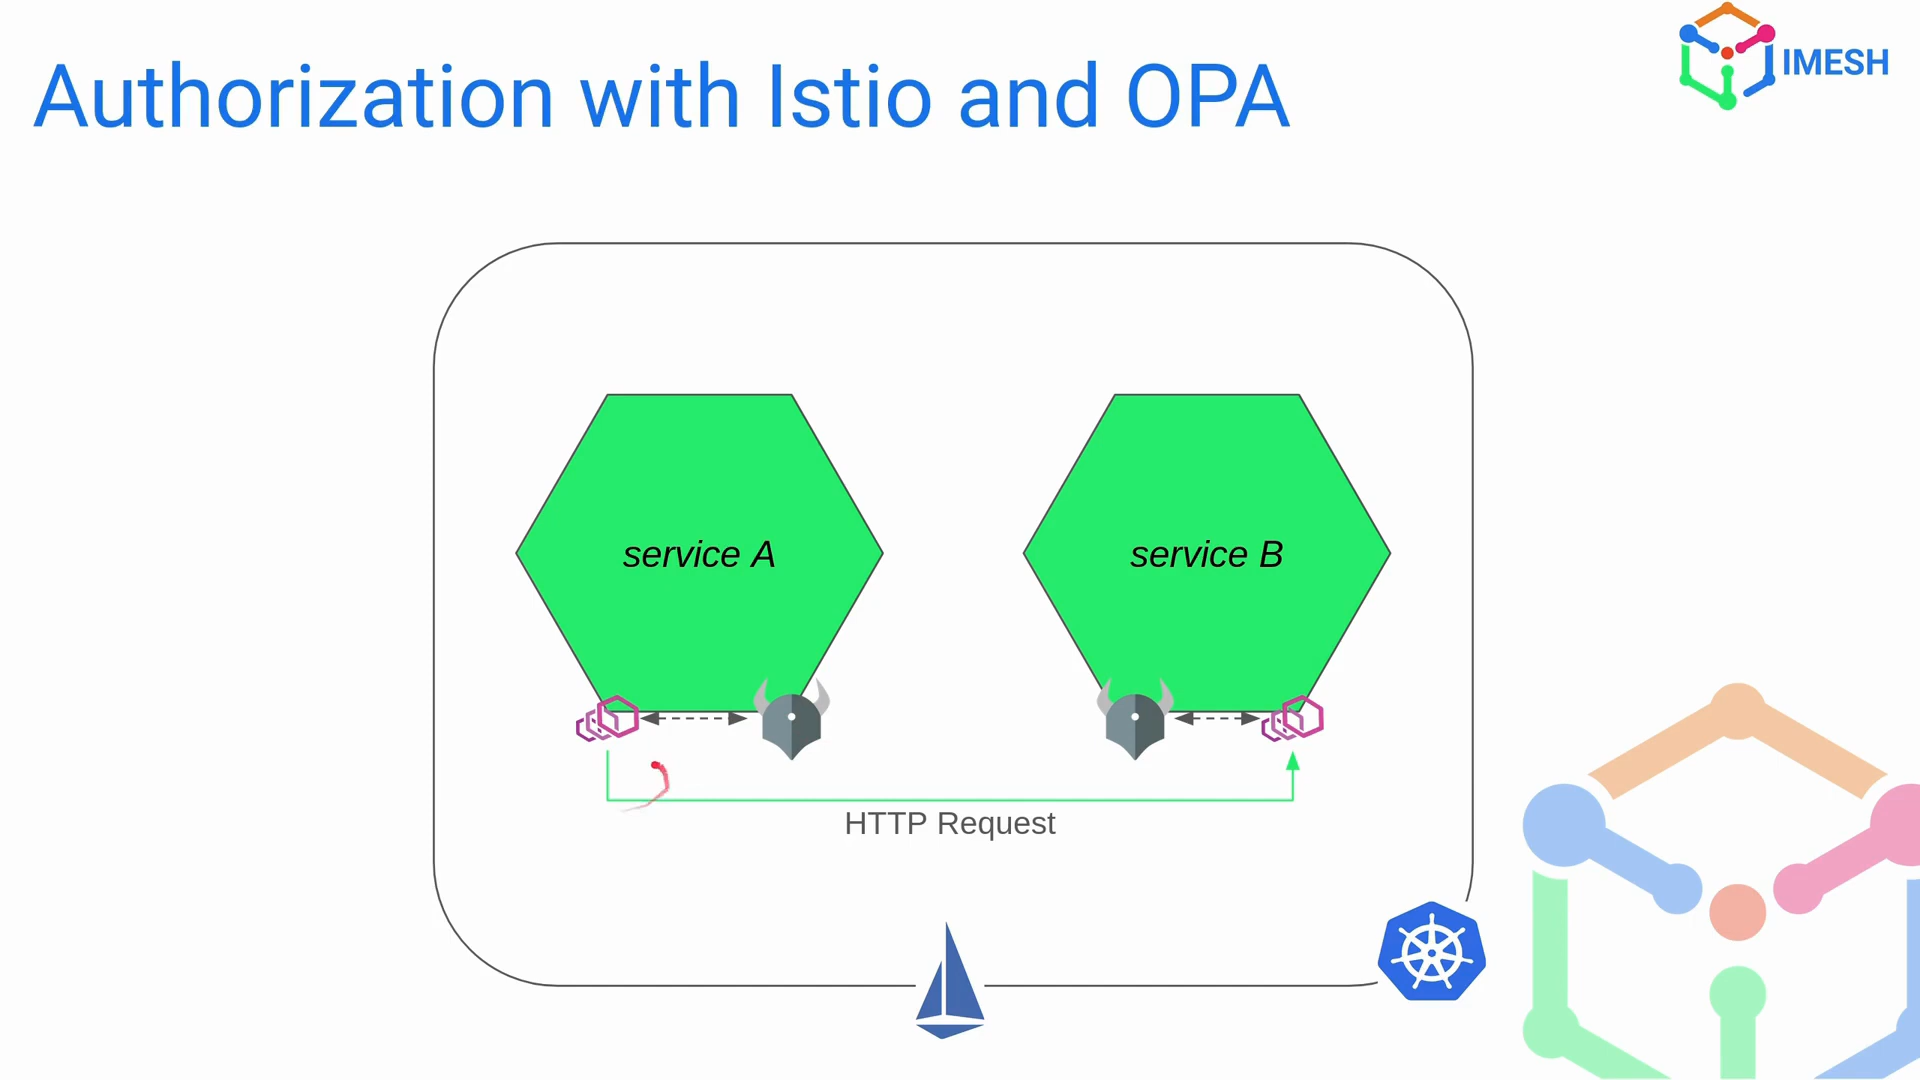 Authorization with Istio and OPA
IMESH
service A
service B
HTTP Request